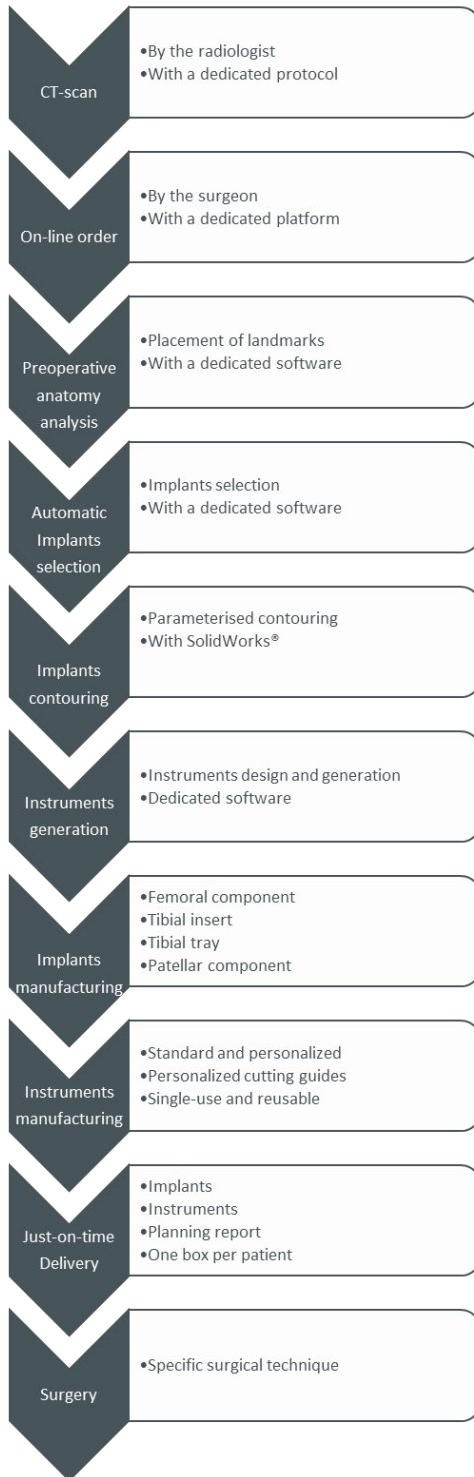 CT-scan
•By the radiologist
•With a dedicated protocol
On-line order
•By the surgeon
•With a dedicated platform
Preoperative
anatomy
analysis
•Placement of landmarks
•With a dedicated software
Automatic
Implants
selection
•Implants selection
•With a dedicated software
Implants
contouring
•Parameterised contouring
•With SolidWorks®
Instruments
generation
•Instruments design and generation
•Dedicated software
Implants
manufacturing
•Femoral component
•Tibial insert
•Tibial tray
•Patellar component
Instruments
manufacturing
•Standard and personalized
•Personalized cutting guides
•Single-use and reusable
Just-on-time
Delivery
•Implants
•Instruments
•Planning report
•One box per patient
Surgery
•Specific surgical technique